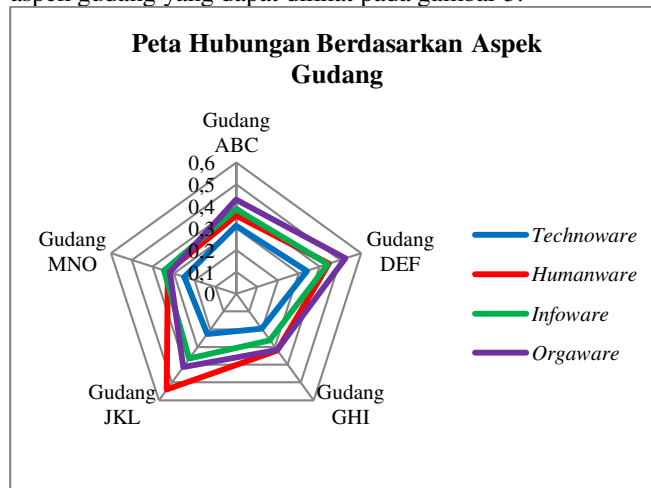 aspek gudang yang dapat dilihat pada gambar 3.
Peta Hubungan Berdasarkan Aspek
Gudang
Gudang
ABC
0,6
0,5
0,4
0,3
0,2
0,1
0
Gudang
DEF
Gudang
GHI
Gudang
JKL
Gudang
MNO
Technoware
Humanware
Infoware
Orgaware